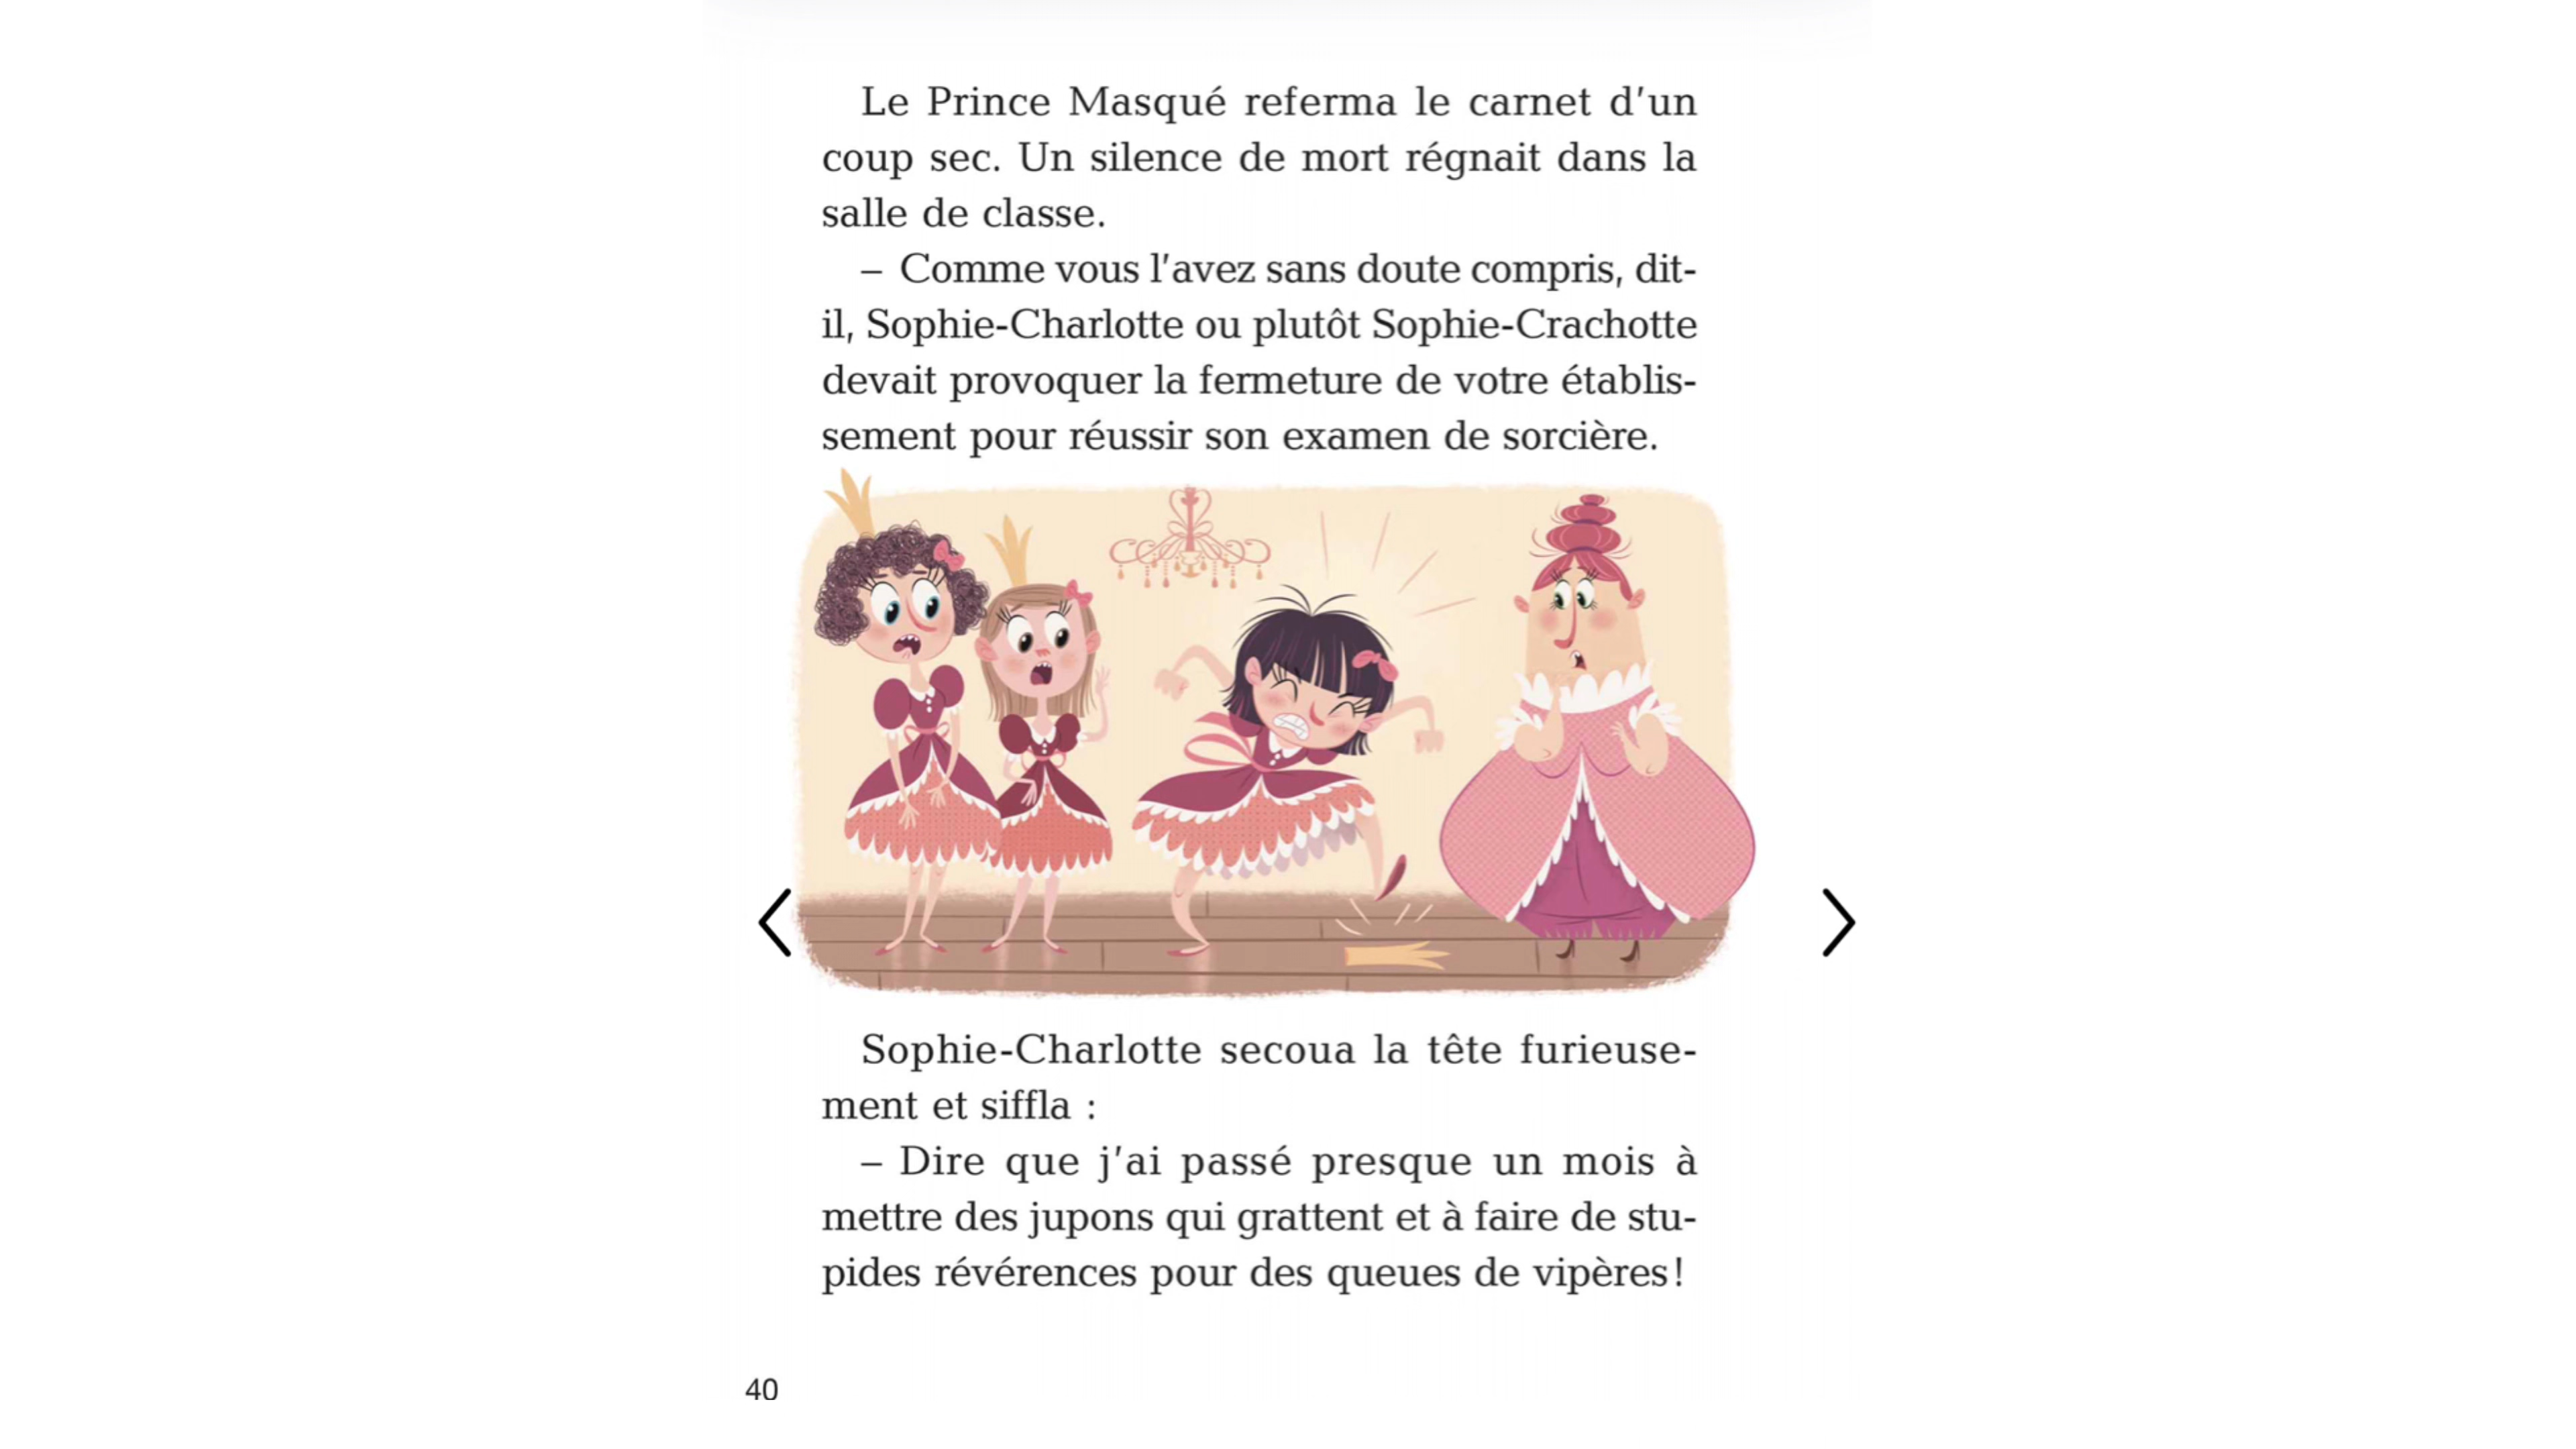 Le Prince Masqué referma le carnet d’un
coup sec. Un silence de mort régnait dans la
salle de classe.
– Comme vous l’avez sans doute compris, dit-
il, Sophie-Charlotte ou plutôt Sophie-Crachotte
devait provoquer la fermeture de votre établis-
sement pour réussir son examen de sorcière.
Sophie-Charlotte secoua la tête furieuse-
ment et siffla :
– Dire que j’ai passé presque un mois à
mettre des jupons qui grattent et à faire de stu-
pides révérences pour des queues de vipères !
40